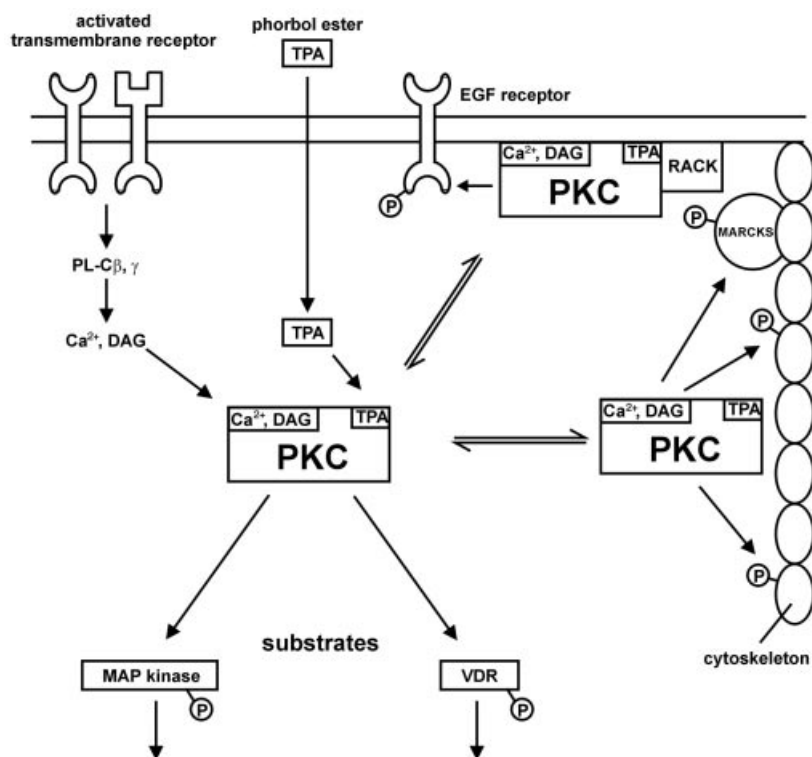 activated
transmembrane receptor
phorbol ester
TPA
EGF receptor
Ca²⁺, DAG
TPA
RACK
PKC
P
P
MARCKS
PL-Cβ, γ
P
Ca²⁺, DAG
TPA
Ca²⁺, DAG
TPA
PKC
Ca²⁺, DAG
TPA
PKC
P
substrates
cytoskeleton
MAP kinase
VDR
P
P